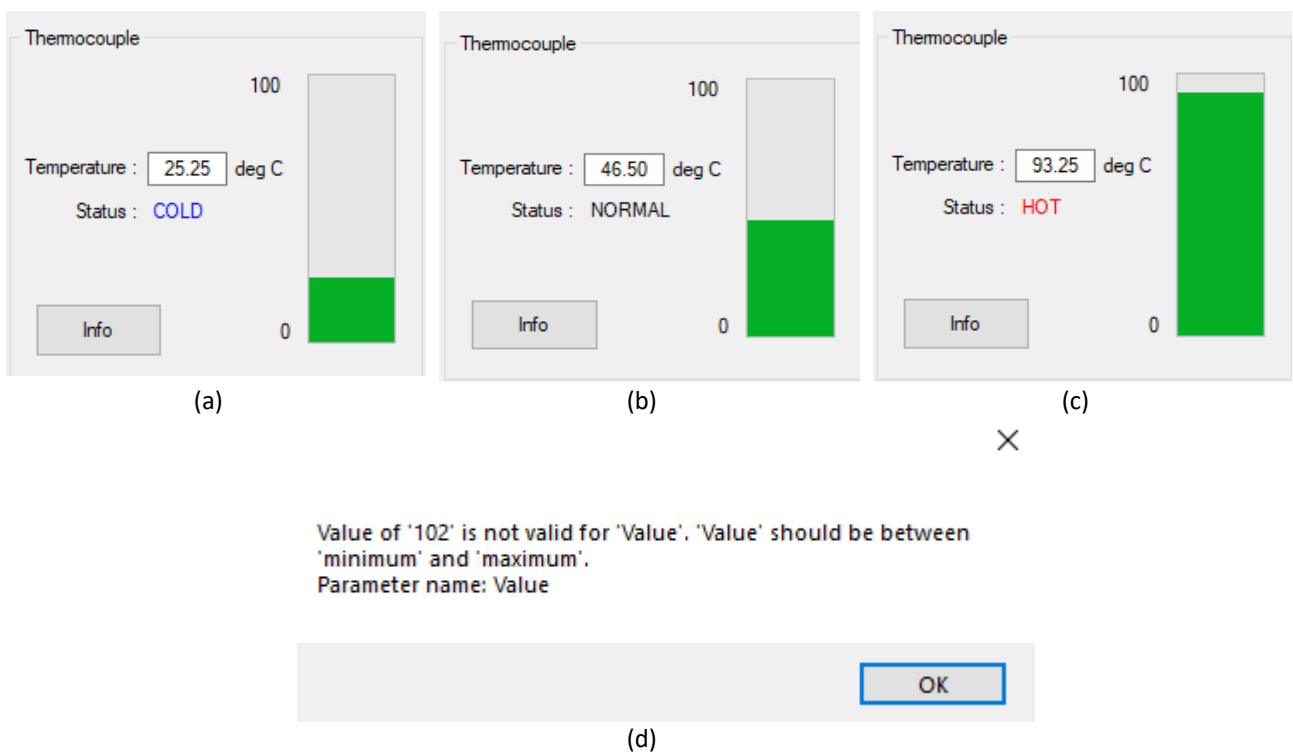 Thermocouple
100
Temperature : 25.25 deg C
Status : COLD
Info
0
(a)
Thermocouple
100
Temperature : 46.50 deg C
Status : NORMAL
Info
0
(b)
Thermocouple
100
Temperature : 93.25 deg C
Status : HOT
Info
0
(c)
Value of '102' is not valid for 'Value'. 'Value' should be between
'minimum' and 'maximum'.
Parameter name: Value
OK
(d)